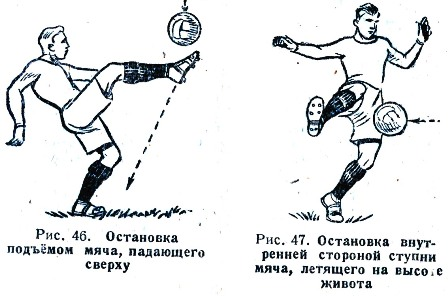 Рис. 46. Остановка
подъёмом мяча, падающего
сверху
Рис. 47. Остановка внут-
ренней стороной ступни
мяча, летящего на высоте
живота